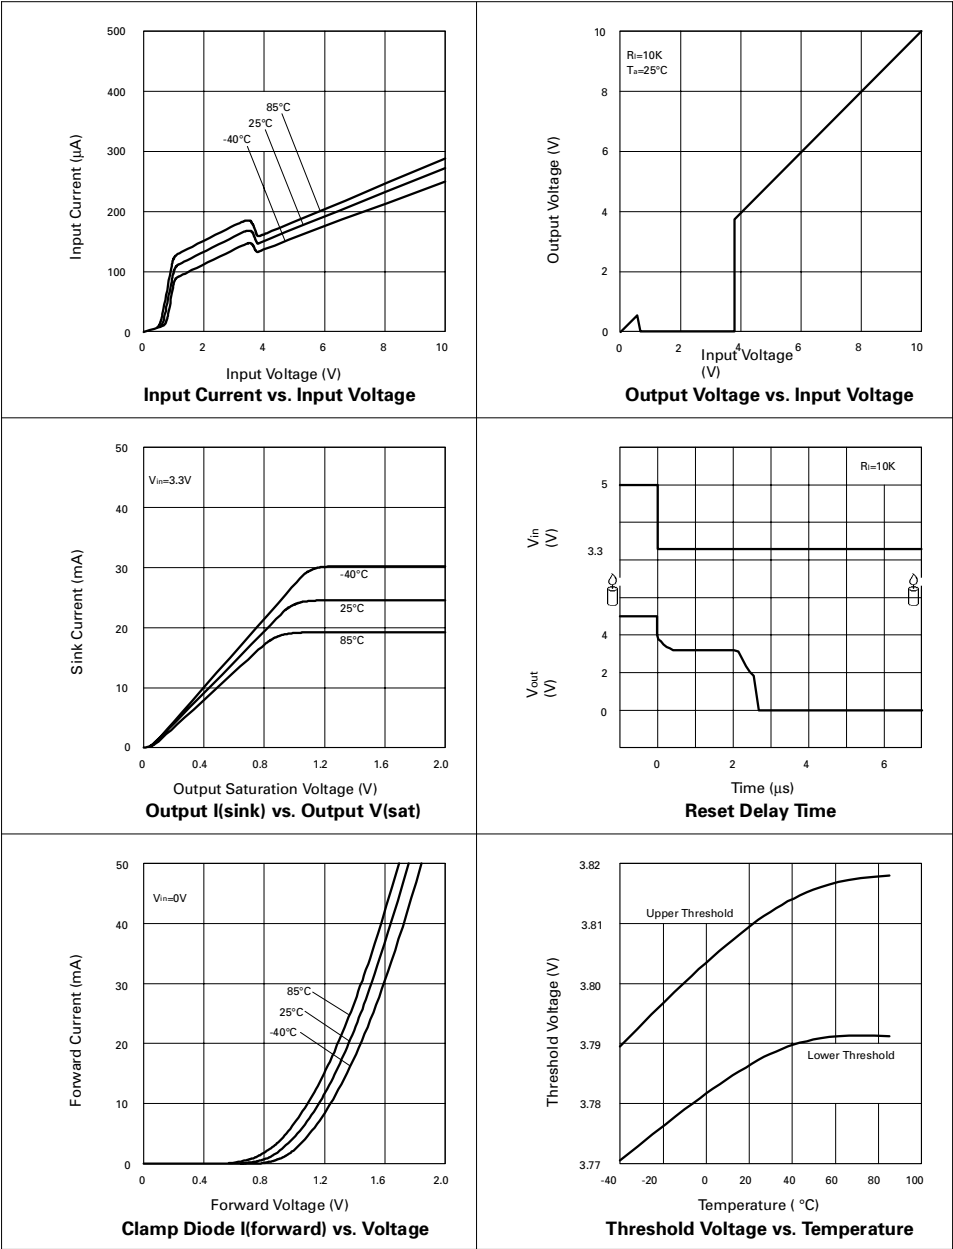 500
400
300
200
100
0
0 2 4 6 8 10
85°C
25°C
-40°C
Input Current (µA)
Input Voltage (V)
Input Current vs. Input Voltage
10
8
6
4
2
0
0 2 4 6 8 10
Rl=10K
Ta=25°C
Output Voltage (V)
Input Voltage
(V)
Output Voltage vs. Input Voltage
50
40
30
20
10
0
0 0.4 0.8 1.2 1.6 2.0
Vin=3.3V
-40°C
25°C
85°C
Sink Current (mA)
Output Saturation Voltage (V)
Output I(sink) vs. Output V(sat)
Rl=10K
5
3.3
Vin
(V)
4
2
0
Vout
(V)
0 2 4 6
Time (µs)
Reset Delay Time
50
40
30
20
10
0
0 0.4 0.8 1.2 1.6 2.0
Vin=0V
85°C
25°C
-40°C
Forward Current (mA)
Forward Voltage (V)
Clamp Diode I(forward) vs. Voltage
3.82
3.81
3.80
3.79
3.78
3.77
-40 -20 0 20 40 60 80 100
Upper Threshold
Lower Threshold
Threshold Voltage (V)
Temperature ( °C)
Threshold Voltage vs. Temperature